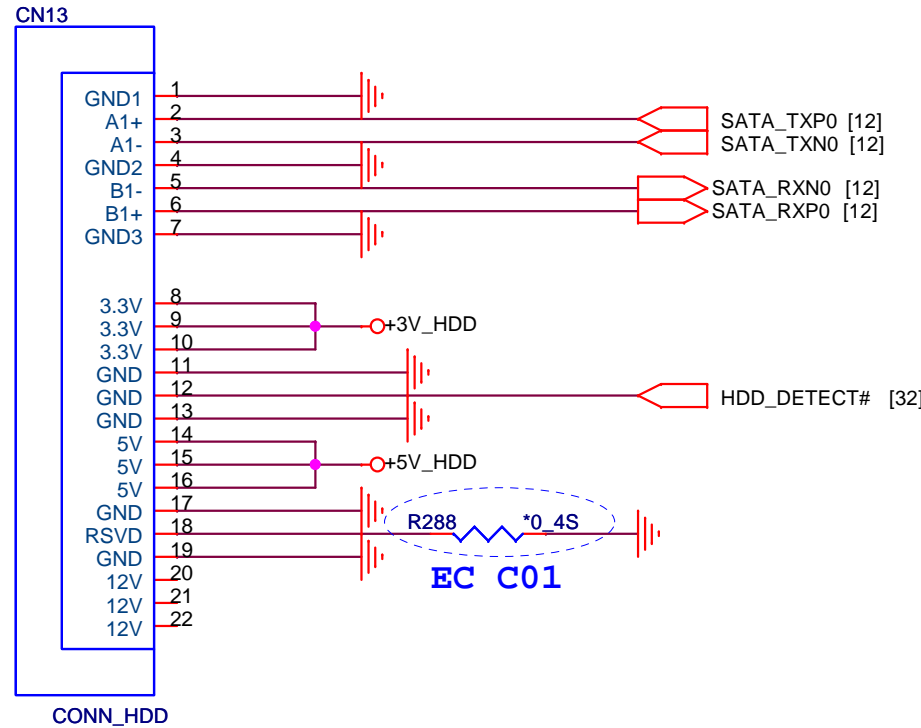 CN13
GND1 1
A1+ 2 SATA_TXP0 [12]
A1- 3 SATA_TXN0 [12]
GND2 4
B1- 5 SATA_RXN0 [12]
B1+ 6 SATA_RXP0 [12]
GND3 7
3.3V 8
3.3V 9 +3V_HDD
3.3V 10
GND 11
GND 12 HDD_DETECT# [32]
GND 13
5V 14
5V 15 +5V_HDD
5V 16
GND 17
RSVD 18 R288 *0_4S
GND 19
EC C01
12V 20
12V 21
12V 22
CONN_HDD